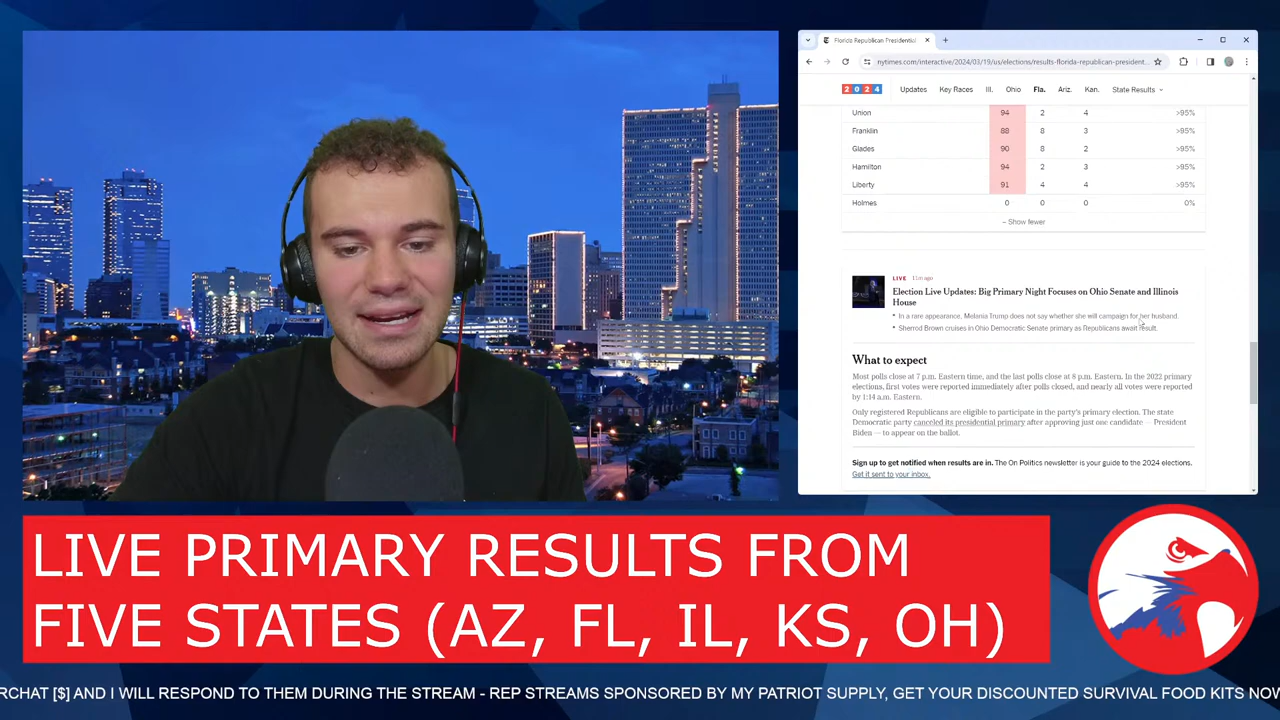 Florida Republican Presidential
nytimes.com/interactive/2024/03/19/us/elections/results-florida-republican-president...
2024 Updates Key Races Ill. Ohio Fla. Ariz. Kan. State Results
Union 94 2 4 >95%
Franklin 88 8 3 >95%
Glades 90 8 2 >95%
Hamilton 94 2 3 >95%
Liberty 91 4 4 >95%
Holmes 0 0 0 0%
– Show fewer
LIVE 11m ago
Election Live Updates: Big Primary Night Focuses on Ohio Senate and Illinois
House
• In a rare appearance, Melania Trump does not say whether she will campaign for her husband.
• Sherrod Brown cruises in Ohio Democratic Senate primary as Republicans await result.
What to expect
Most polls close at 7 p.m. Eastern time, and the last polls close at 8 p.m. Eastern. In the 2022 primary
elections, first votes were reported immediately after polls closed, and nearly all votes were reported
by 1:14 a.m. Eastern.
Only registered Republicans are eligible to participate in the party's primary election. The state
Democratic party canceled its presidential primary after approving just one candidate — President
Biden — to appear on the ballot.
Sign up to get notified when results are in. The On Politics newsletter is your guide to the 2024 elections.
Get it sent to your inbox.
LIVE PRIMARY RESULTS FROM
FIVE STATES (AZ, FL, IL, KS, OH)
RCHAT [$] AND I WILL RESPOND TO THEM DURING THE STREAM - REP STREAMS SPONSORED BY MY PATRIOT SUPPLY, GET YOUR DISCOUNTED SURVIVAL FOOD KITS NOW